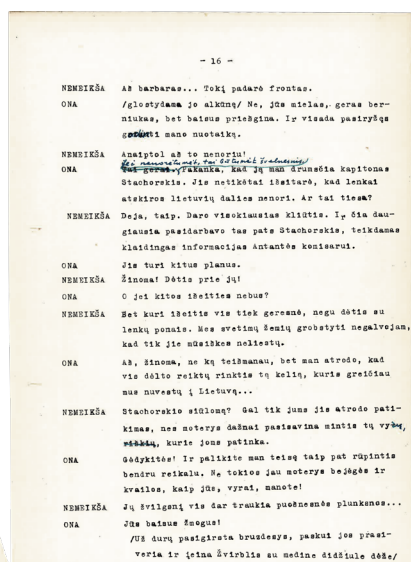 - 16 -
NEMEIKŠA Aš barbaras... Tokį padarė frontas.
ONA /glostydama jo alkūnę/ Ne, jūs mielas, geras ber-
niukas, bet baisus priešgina. Ir visada pasiryžęs
mano nuotaiką.
NEMEIKŠA Anaiptol aš to nenoriu!
Jei nenorėtumėt, tai būtumėt
ONA Tai gerai. Pakanka, kad ją man drumsčia kapitonas
Stachorskis. Jis netikėtai išsitarė, kad lenkai
atskiros lietuvių dalies nenori. Ar tai tiesa?
NEMEIKŠA Deja, taip. Daro visokiausias kliūtis. Ir čia dau-
giausia pasidarbavo tas pats Stachorskis, teikdamas
klaidingas informacijas Antantės komisarui.
ONA Jis turi kitus planus.
NEMEIKŠA Žinoma! Dėtis prie jų!
ONA O jei kitos išeities nebus?
NEMEIKŠA Bet kuri išeitis vis tiek geresnė, negu dėtis su
lenkų ponais. Mes svetimų žemių grobstyti negalvojam,
kad tik jie mūsiškes neliestų.
ONA Aš, žinoma, ne ką teišmanau, bet man atrodo, kad
vis dėlto reiktų rinktis tą kelią, kuris greičiau
mus nuvestų į Lietuvą...
NEMEIKŠA Stachorskio siūlomą? Gal tik jums jis atrodo pati-
kimas, nes moterys dažnai pasisavina mintis tų vyrų,
kurie joms patinka.
ONA Gėdykitės! Ir palikite man teisę taip pat rūpintis
bendru reikalu. Ne tokios jau moterys bejėgės ir
kvailos, kaip jūs, vyrai, manote!
NEMEIKŠA Jų žvilgsnį vis dar traukia puošnesnės plunksnos...
ONA Jūs baisus žmogus!
/Už durų pasigirsta bruzdesys, paskui jos prasi-
veria ir įeina Žvirblis su medine didžiule dėže/